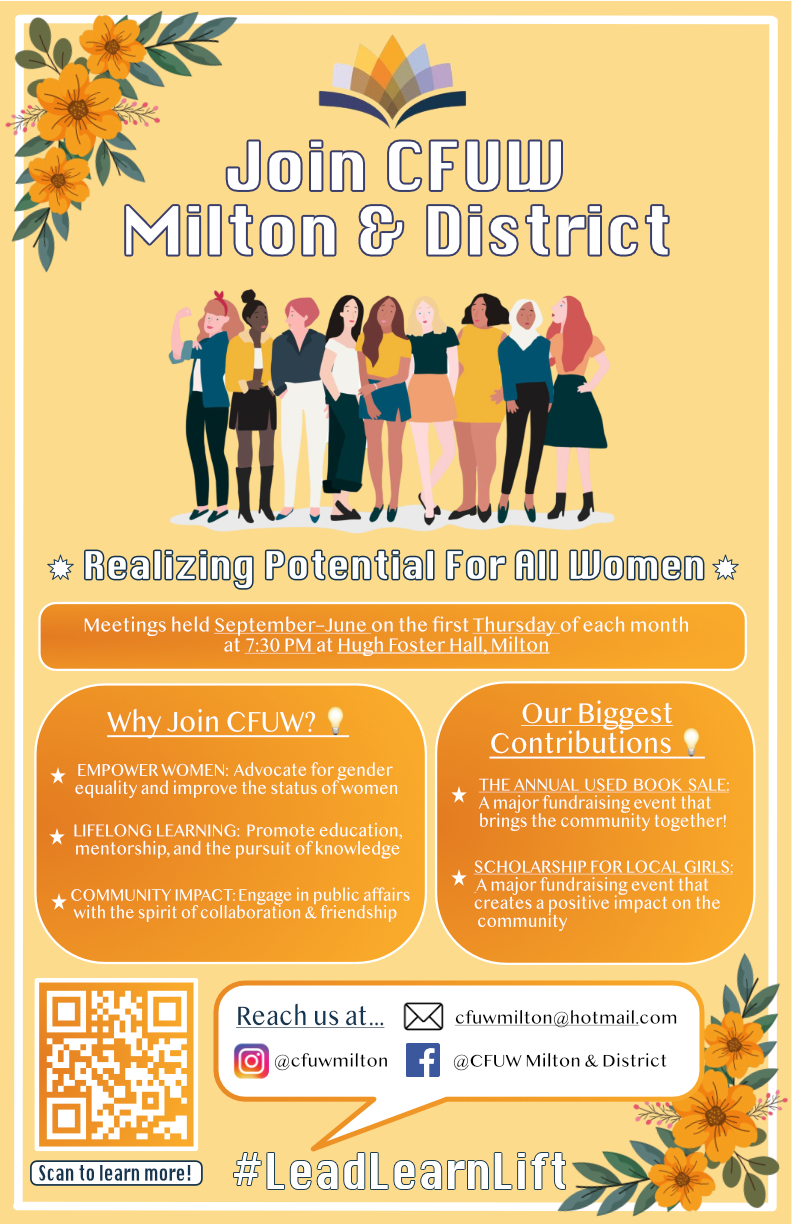 Join CFUW
Milton & District
Realizing Potential For All Women
Meetings held September-June on the first Thursday of each month
at 7:30 PM at Hugh Foster Hall, Milton
Why Join CFUW?
EMPOWER WOMEN: Advocate for gender
equality and improve the status of women
LIFELONG LEARNING: Promote education,
mentorship, and the pursuit of knowledge
COMMUNITY IMPACT: Engage in public affairs
with the spirit of collaboration & friendship
Our Biggest
Contributions
THE ANNUAL USED BOOK SALE:
A major fundraising event that
brings the community together!
SCHOLARSHIP FOR LOCAL GIRLS:
A major fundraising event that
creates a positive impact on the
community
Reach us at...
cfuwmilton@hotmail.com
@cfuwmilton
@CFUW Milton & District
Scan to learn more!
#LeadLearnLift